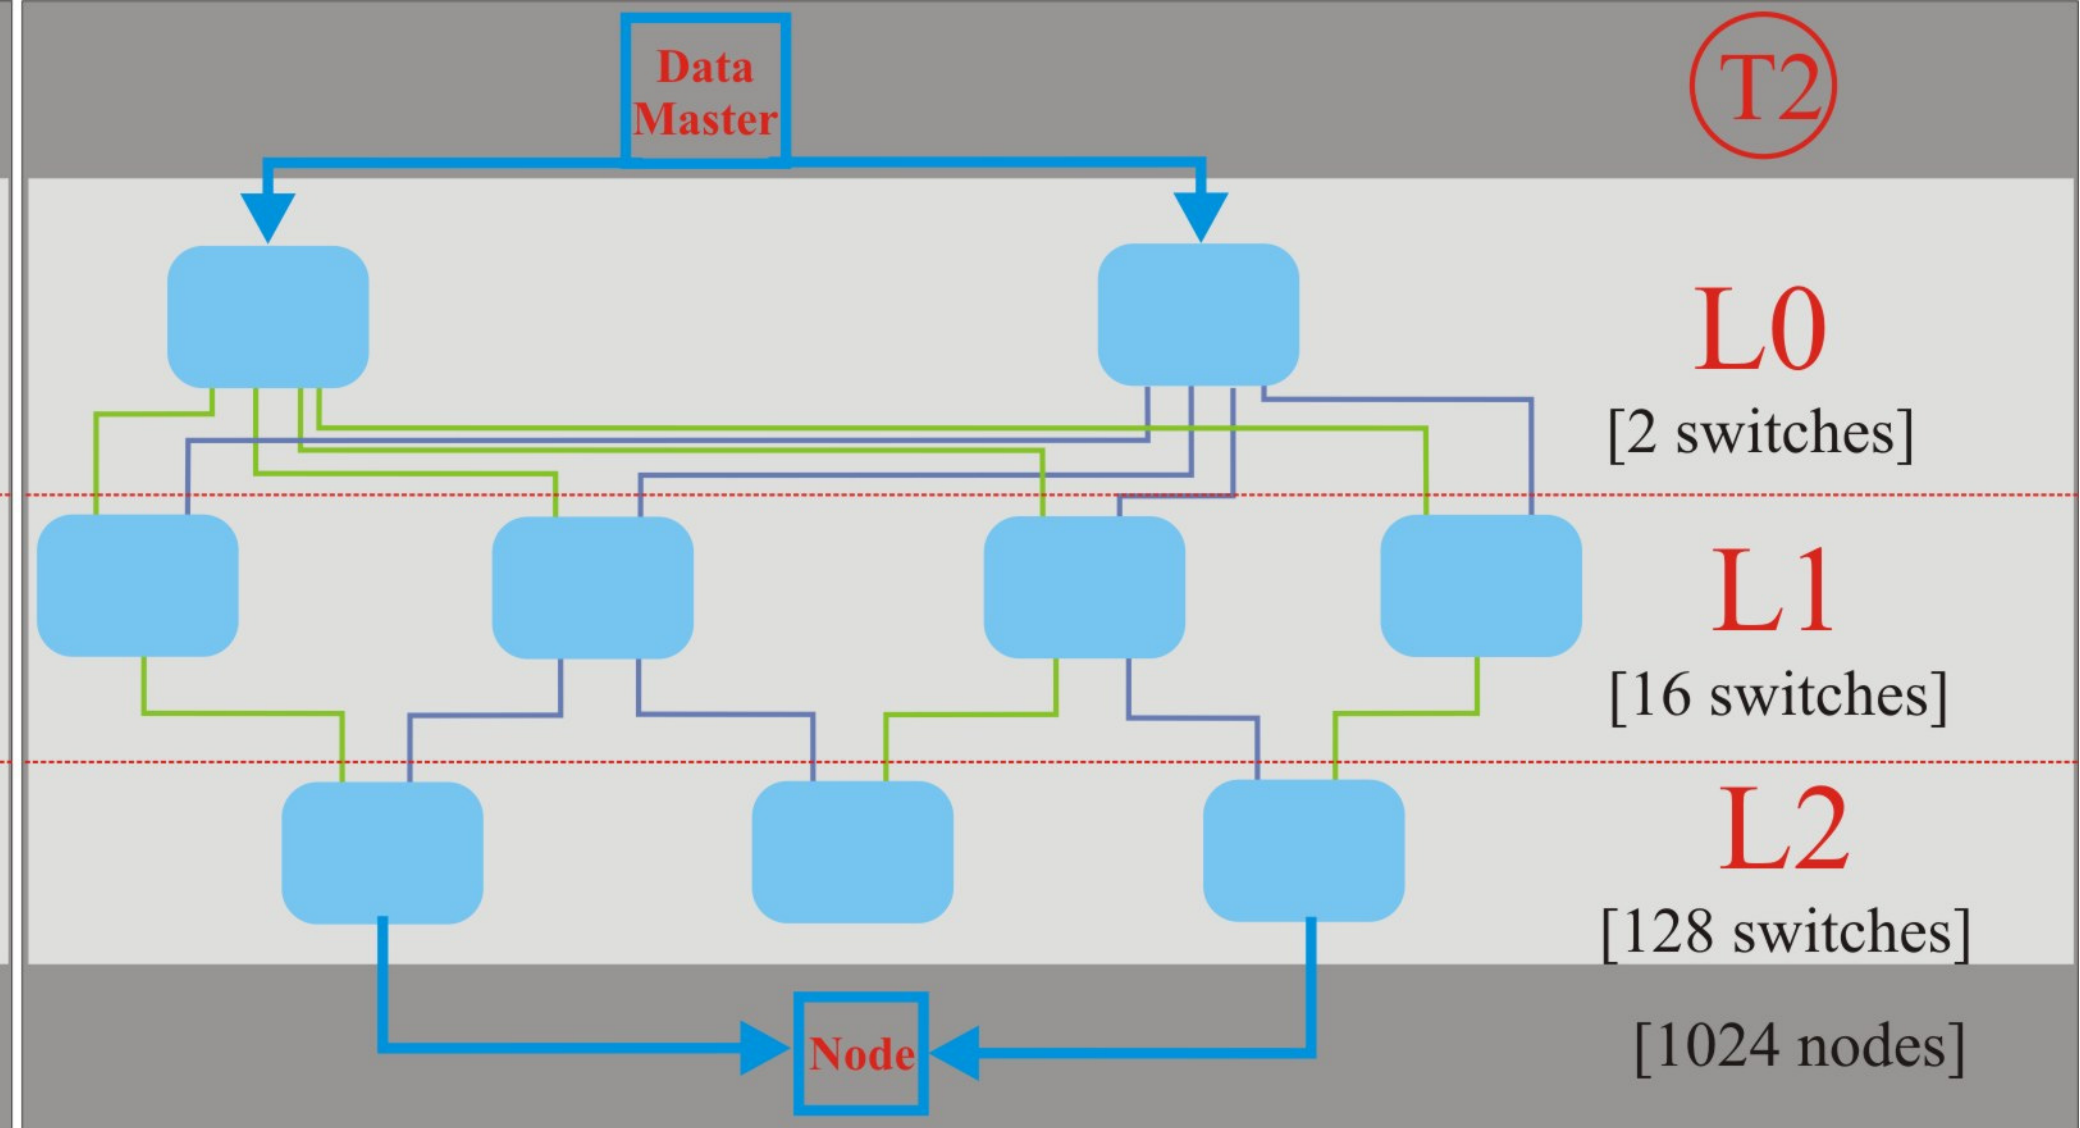 Data
Master
T2
L0
[2 switches]
L1
[16 switches]
L2
[128 switches]
Node
[1024 nodes]